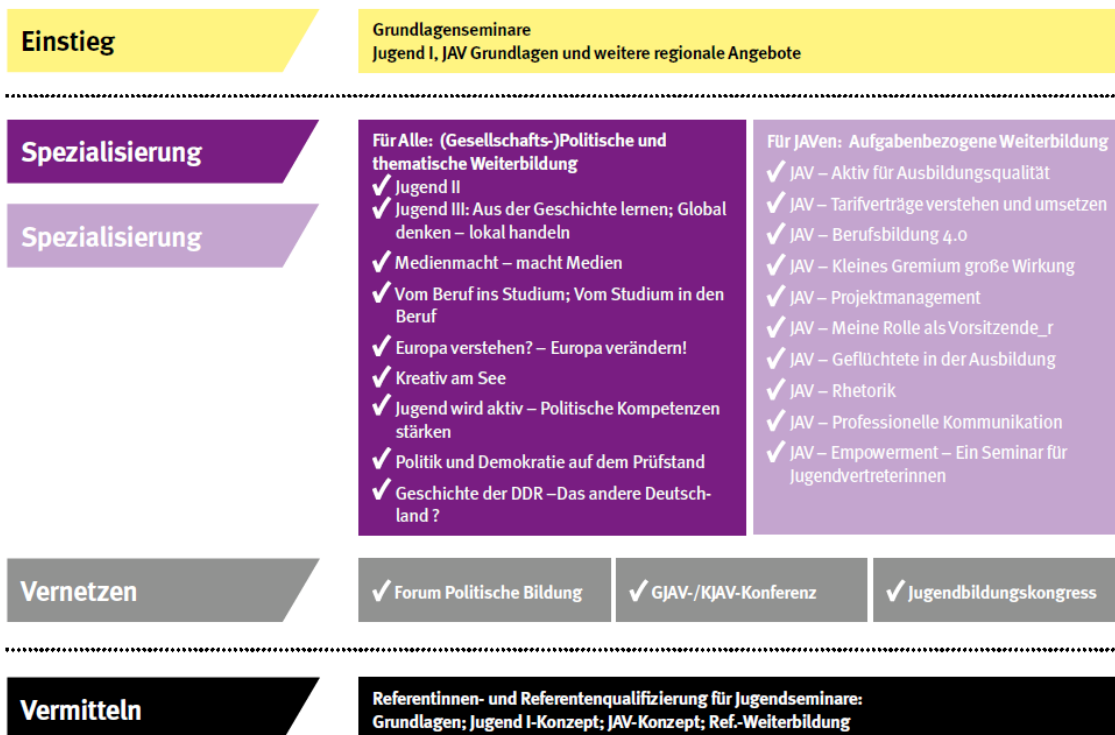 Einstieg
Grundlagenseminare
Jugend I, JAV Grundlagen und weitere regionale Angebote
Spezialisierung
Spezialisierung
Für Alle: (Gesellschafts-)Politische und
thematische Weiterbildung
✓ Jugend II
✓ Jugend III: Aus der Geschichte lernen; Global
denken – lokal handeln
✓ Medienmacht – macht Medien
✓ Vom Beruf ins Studium; Vom Studium in den
Beruf
✓ Europa verstehen? – Europa verändern!
✓ Kreativ am See
✓ Jugend wird aktiv – Politische Kompetenzen
stärken
✓ Politik und Demokratie auf dem Prüfstand
✓ Geschichte der DDR –Das andere Deutsch-
land ?
Für JAVen: Aufgabenbezogene Weiterbildung
✓ JAV – Aktiv für Ausbildungsqualität
✓ JAV – Tarifverträge verstehen und umsetzen
✓ JAV – Berufsbildung 4.0
✓ JAV – Kleines Gremium große Wirkung
✓ JAV – Projektmanagement
✓ JAV – Meine Rolle als Vorsitzende_r
✓ JAV – Geflüchtete in der Ausbildung
✓ JAV – Rhetorik
✓ JAV – Professionelle Kommunikation
✓ JAV – Empowerment – Ein Seminar für
Jugendvertreterinnen
Vernetzen
✓ Forum Politische Bildung
✓ GJAV-/KJAV-Konferenz
✓ Jugendbildungskongress
Vermitteln
Referentinnen- und Referentenqualifizierung für Jugendseminare:
Grundlagen; Jugend I-Konzept; JAV-Konzept; Ref.-Weiterbildung